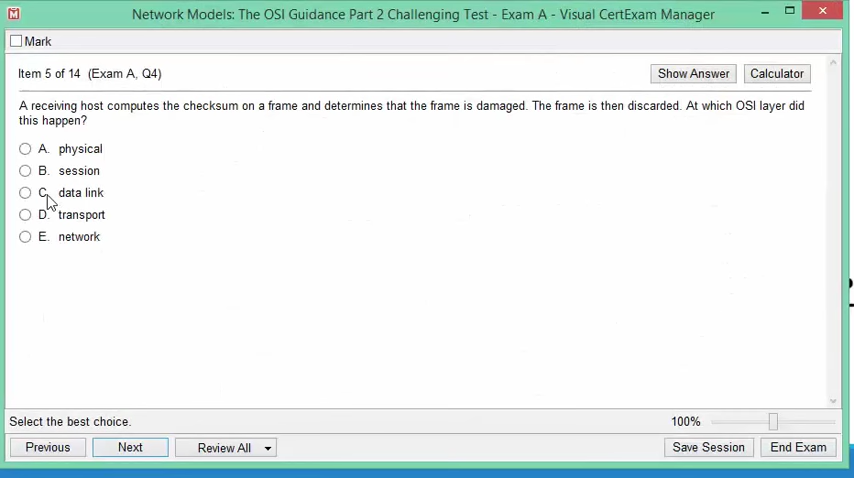 Network Models: The OSI Guidance Part 2 Challenging Test - Exam A - Visual CertExam Manager
Mark
Item 5 of 14 (Exam A, Q4)
Show Answer
Calculator
A receiving host computes the checksum on a frame and determines that the frame is damaged. The frame is then discarded. At which OSI layer did
this happen?
A. physical
B. session
C. data link
D. transport
E. network
Select the best choice.
100%
Previous
Next
Review All
Save Session
End Exam